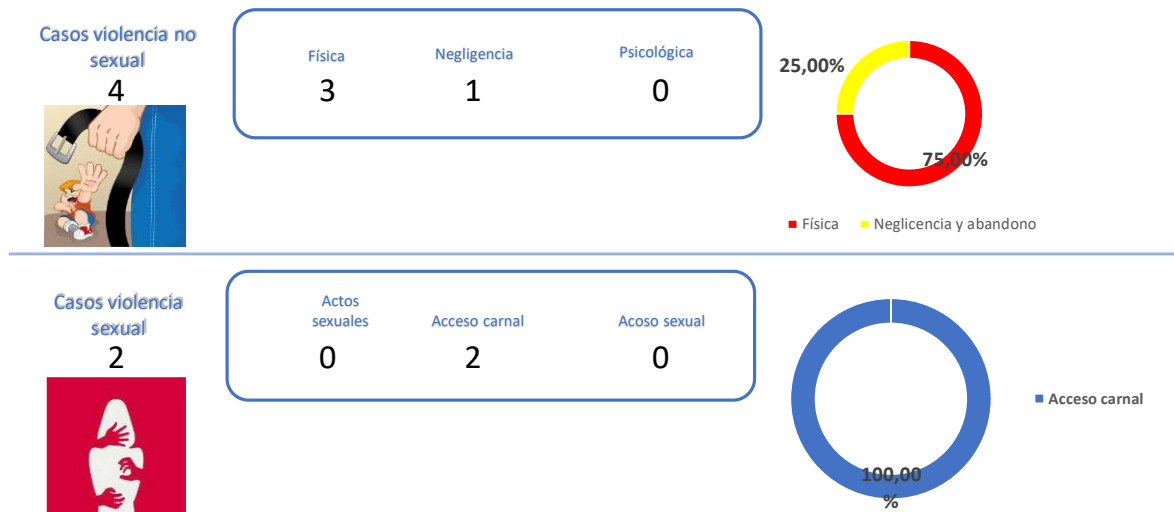 Casos violencia no
sexual
4
Física
Negligencia
Psicológica
3
1
0
25,00%
75,00%
Física
Neglicencia y abandono
Casos violencia
sexual
2
Actos
sexuales
Acceso carnal
Acoso sexual
0
2
0
Acceso carnal
100,00
%